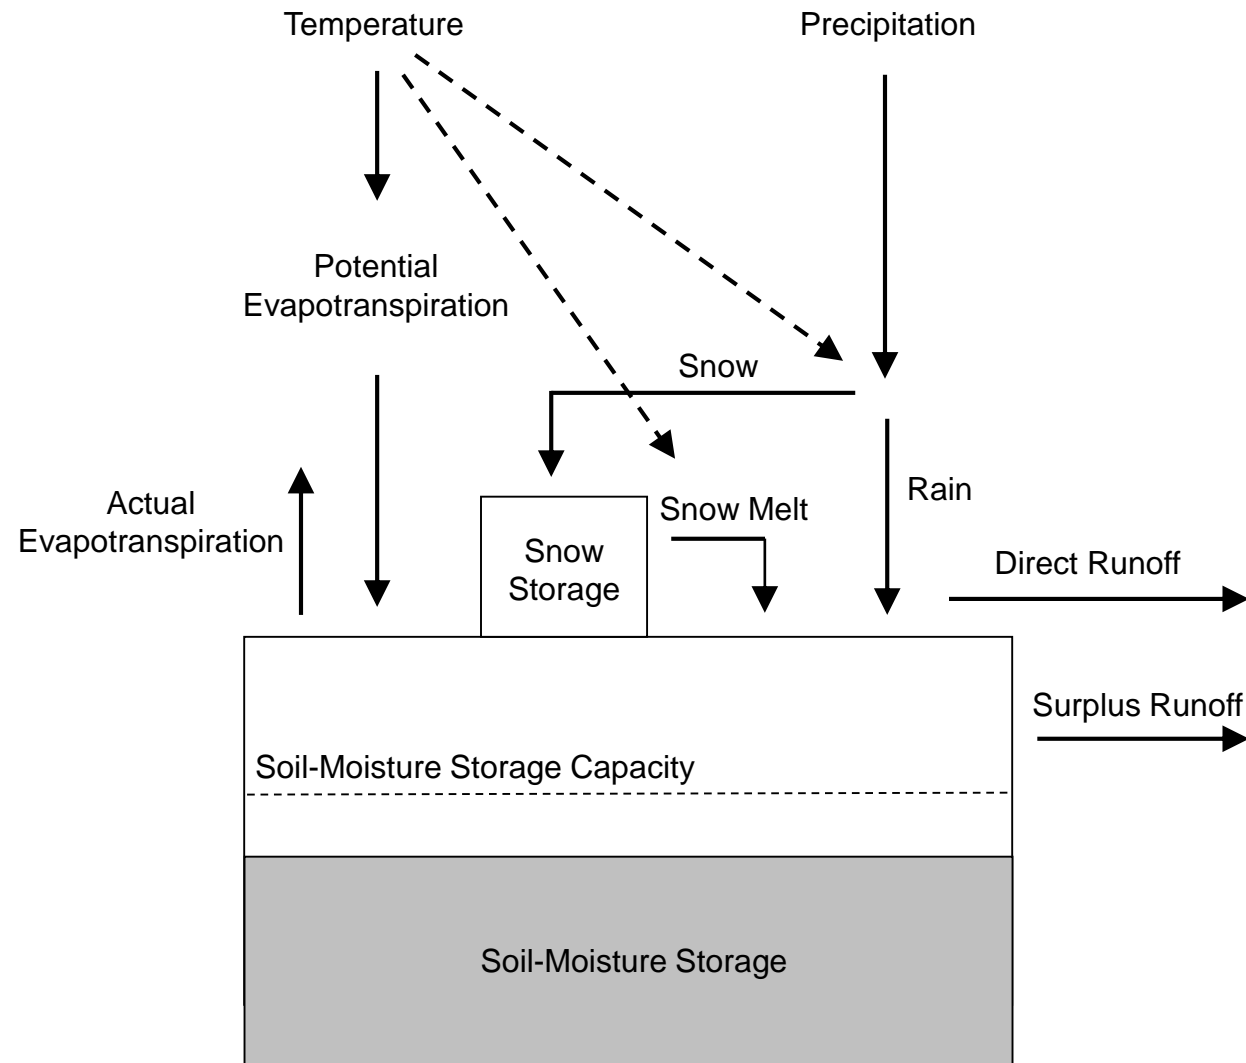 Temperature
Precipitation
Potential
Evapotranspiration
Snow
Actual
Evapotranspiration
Snow Melt
Rain
Snow
Storage
Direct Runoff
Surplus Runoff
Soil-Moisture Storage Capacity
Soil-Moisture Storage